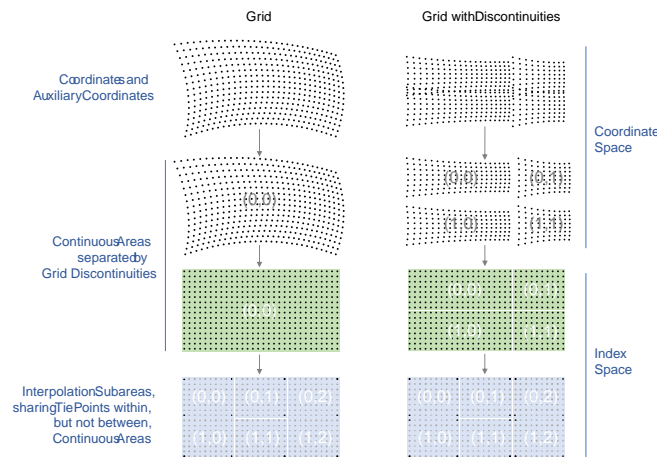 Grid
Grid withDiscontinuities
Coordinates and
AuxiliaryCoordinates
Coordinate
Space
(0.0)
(0.0)
(0.1)
(1.0)
(1.1)
ContinuousAreas
separatedby
Grid Discontinuities
(0.0)
(0.0)
(0.1)
(1.0)
(1.1)
Index
Space
InterpolationSubareas,
sharingTiePoints within,
but not between,
ContinuousAreas
(0.0)
(0.1)
(0.2)
(1.0)
(1.1)
(1.2)
(0.0)
(0.1)
(0.2)
(1.0)
(1.1)
(1.2)